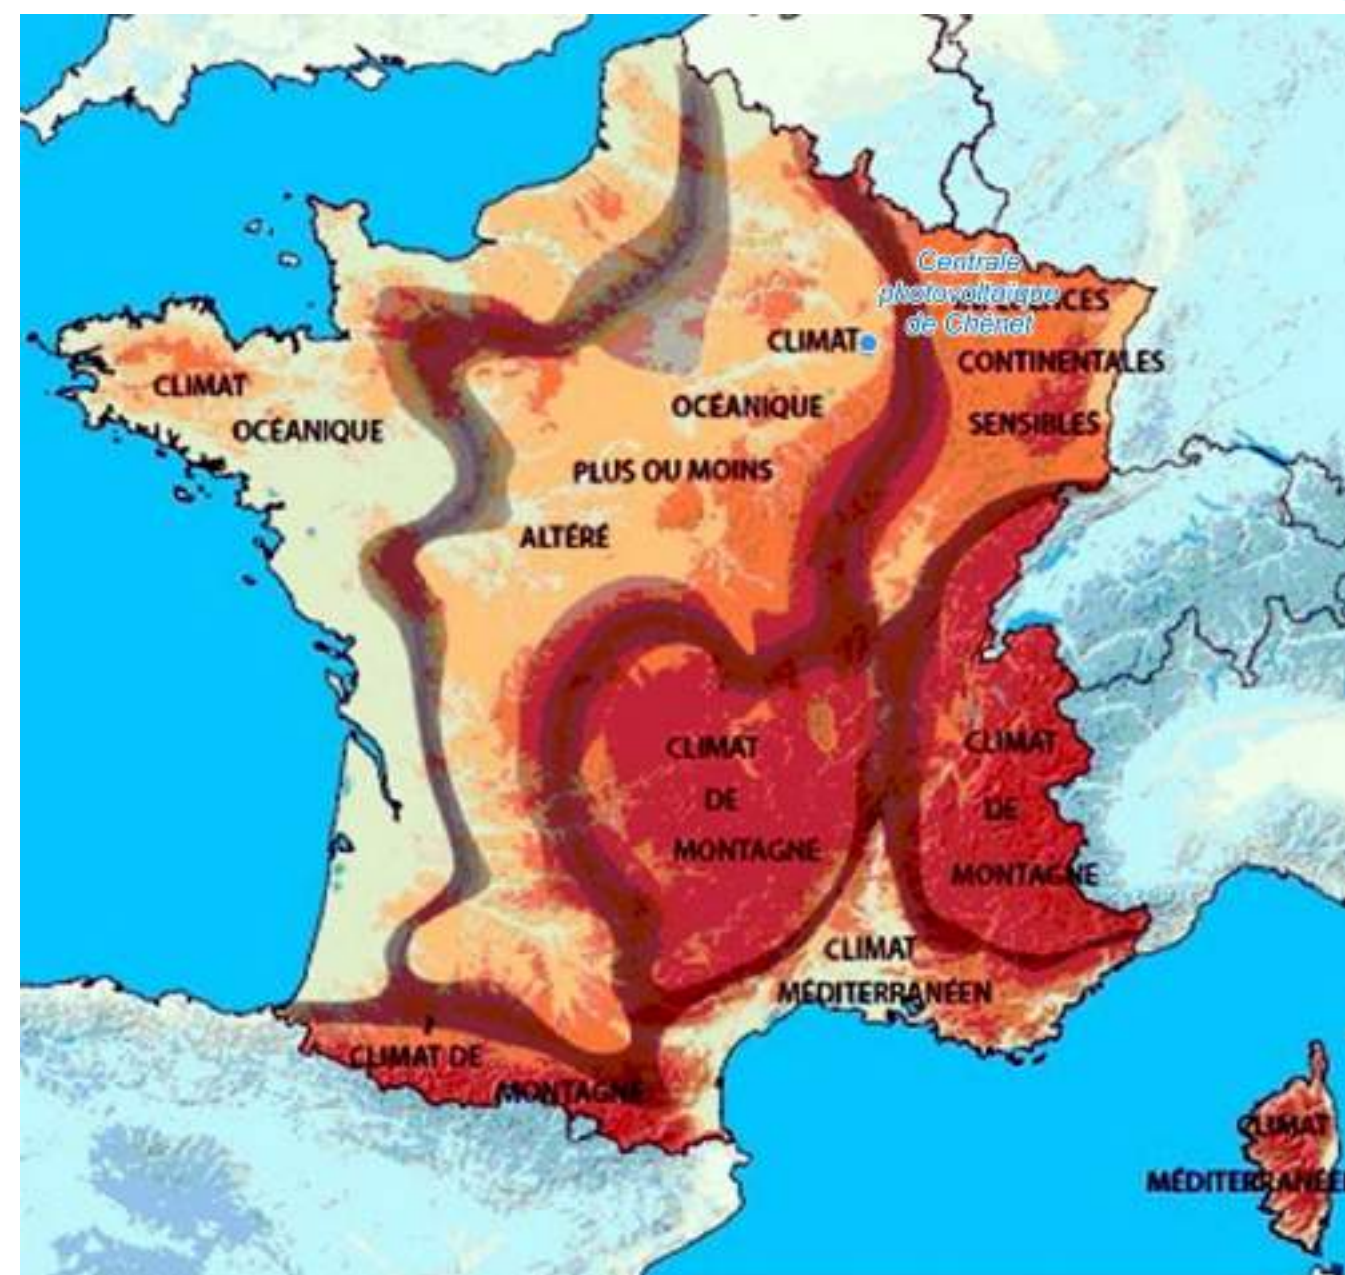 Centrale
photovoltaïque
de Chênet
CONTINENTALES
SENSIBLES
CLIMAT
OCÉANIQUE
PLUS OU MOINS
ALTÉRÉ
CLIMAT
OCÉANIQUE
CLIMAT
DE
MONTAGNE
CLIMAT
DE
MONTAGNE
CLIMAT
MÉDITERRANÉEN
CLIMAT DE
MONTAGNE
CLIMAT